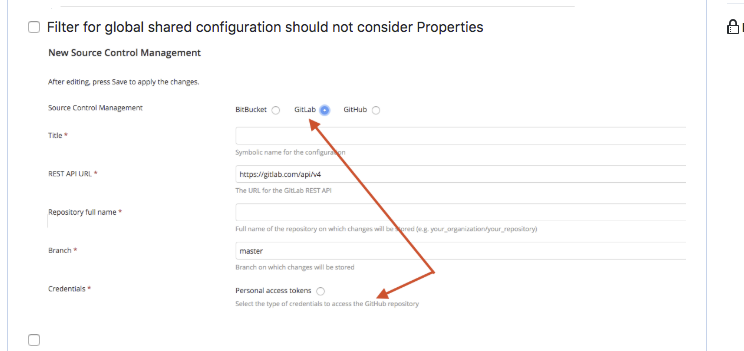 Filter for global shared configuration should not consider Properties
New Source Control Management
After editing, press Save to apply the changes.
Source Control Management
BitBucket GitLab GitHub
Title *
Symbolic name for the configuration
REST API URL *
https://gitlab.com/api/v4
The URL for the GitLab REST API
Repository full name *
Full name of the repository on which changes will be stored (e.g. your_organization/your_repository)
Branch *
master
Branch on which changes will be stored
Credentials *
Personal access tokens
Select the type of credentials to access the GitHub repository